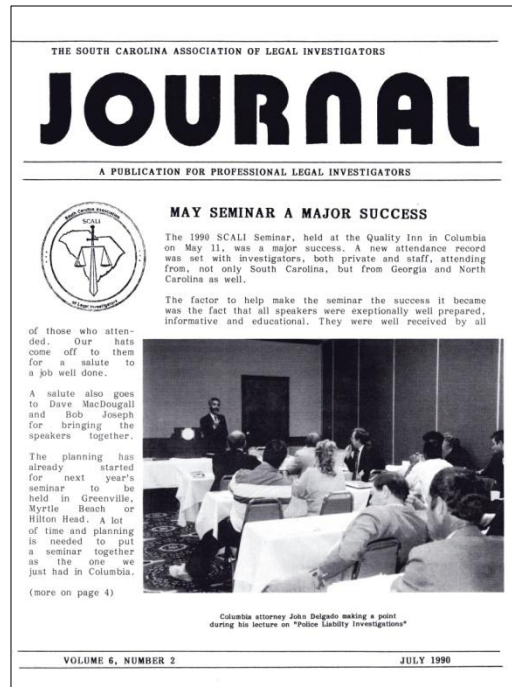 THE SOUTH CAROLINA ASSOCIATION OF LEGAL INVESTIGATORS
JOURNAL
A PUBLICATION FOR PROFESSIONAL LEGAL INVESTIGATORS
South Carolina Association
SCALI
of Legal Investigators
MAY SEMINAR A MAJOR SUCCESS
The 1990 SCALI Seminar, held at the Quality Inn in Columbia
on May 11, was a major success. A new attendance record
was set with investigators, both private and staff, attending
from, not only South Carolina, but from Georgia and North
Carolina as well.
The factor to help make the seminar the success it became
was the fact that all speakers were exeptionally well prepared,
informative and educational. They were well received by all
of those who atten-
ded. Our hats
come off to them
for a salute to
a job well done.
A salute also goes
to Dave MacDougall
and Bob Joseph
for bringing the
speakers together.
The planning has
already started
for next year's
seminar to be
held in Greenville,
Myrtle Beach or
Hilton Head. A lot
of time and planning
is needed to put
a seminar together
as the one we
just had in Columbia.
(more on page 4)
Columbia attorney John Delgado making a point
during his lecture on "Police Liabilty Investigations"
VOLUME 6, NUMBER 2
JULY 1990